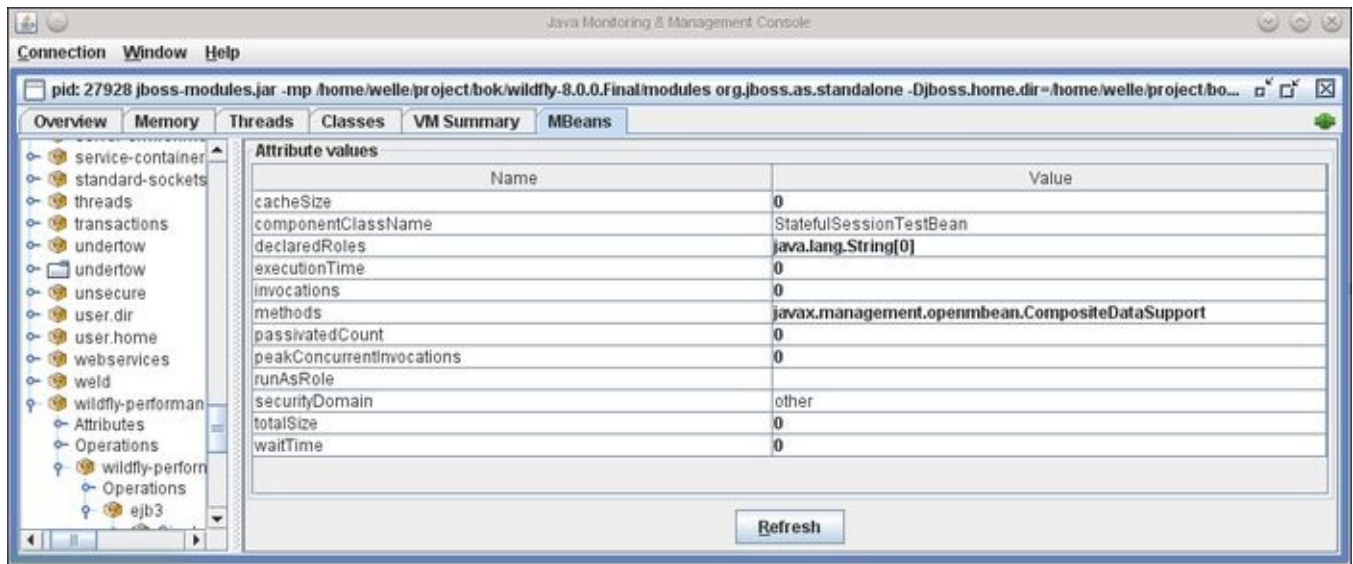 Java Monitoring & Management Console
Connection Window Help
pid: 27928 jboss-modules.jar -mp /home/welle/project/bok/wildfly-8.0.0.Final/modules org.jboss.as.standalone -Djboss.home.dir=/home/welle/project/bo...
Overview Memory Threads Classes VM Summary MBeans
service-container
standard-sockets
threads
transactions
undertow
undertow
unsecure
user.dir
user.home
webservices
weld
wildfly-performan
Attributes
Operations
wildfly-perforn
Operations
ejb3
Attribute values
Name Value
cacheSize 0
componentClassName StatefulSessionTestBean
declaredRoles java.lang.String[0]
executionTime 0
invocations 0
methods javax.management.openmbean.CompositeDataSupport
passivatedCount 0
peakConcurrentInvocations 0
runAsRole
securityDomain other
totalSize 0
waitTime 0
Refresh